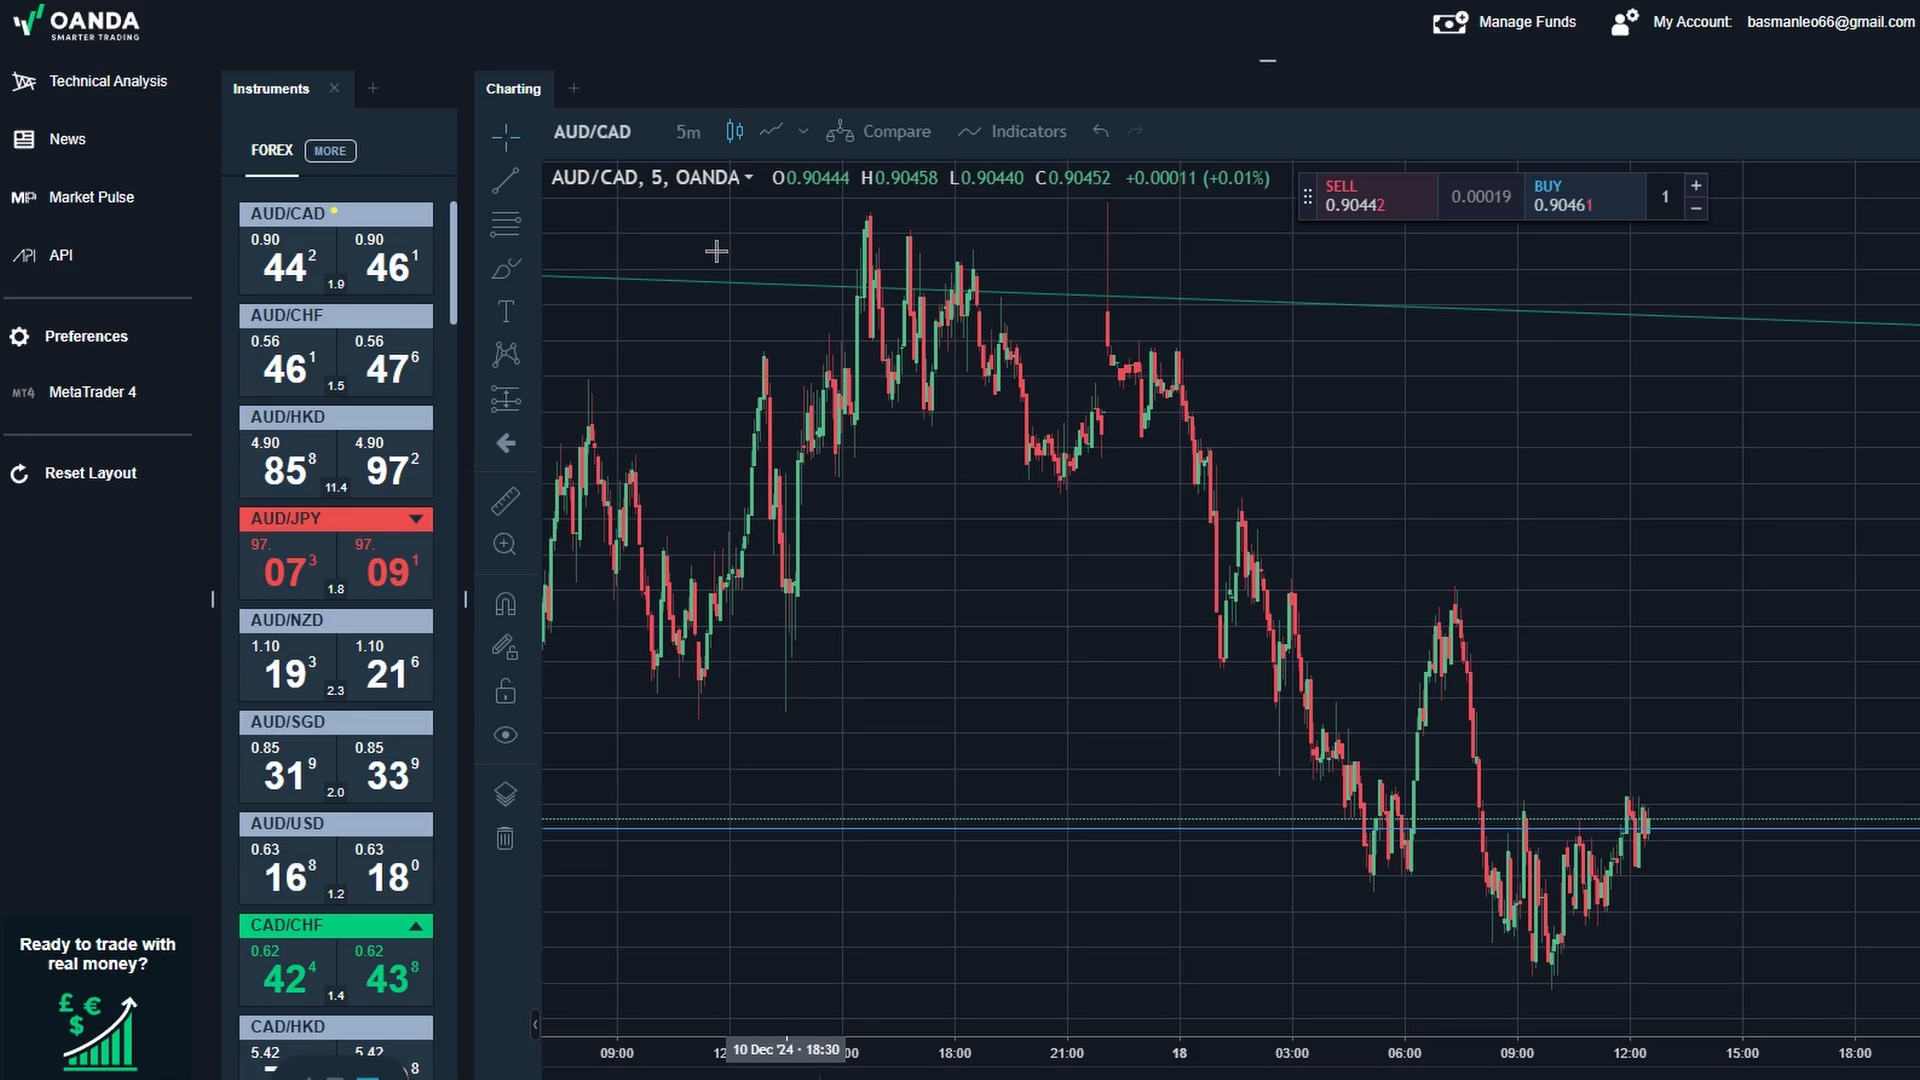 OANDA
SMARTER TRADING
Manage Funds
My Account: basmanleo66@gmail.com
Technical Analysis
News
Market Pulse
API
Preferences
MT4 MetaTrader 4
Reset Layout
Ready to trade with
real money?
Instruments
FOREX MORE
AUD/CAD
0.90 0.90
44 2 1.9 46 1
AUD/CHF
0.56 0.56
46 1 1.5 47 6
AUD/HKD
4.90 4.90
85 8 11.4 97 2
AUD/JPY
97. 97.
07 3 1.8 09 1
AUD/NZD
1.10 1.10
19 3 2.3 21 6
AUD/SGD
0.85 0.85
31 9 2.0 33 9
AUD/USD
0.63 0.63
16 8 1.2 18 0
CAD/CHF
0.62 0.62
42 4 1.4 43 8
CAD/HKD
5.42 5.42
8
Charting
AUD/CAD 5m Compare Indicators
AUD/CAD, 5, OANDA O0.90444 H0.90458 L0.90440 C0.90452 +0.00011 (+0.01%)
SELL
0.90442
0.00019
BUY
0.90461
1
09:00 10 Dec '24 - 18:30 18:00 21:00 18 03:00 06:00 09:00 12:00 15:00 18:00